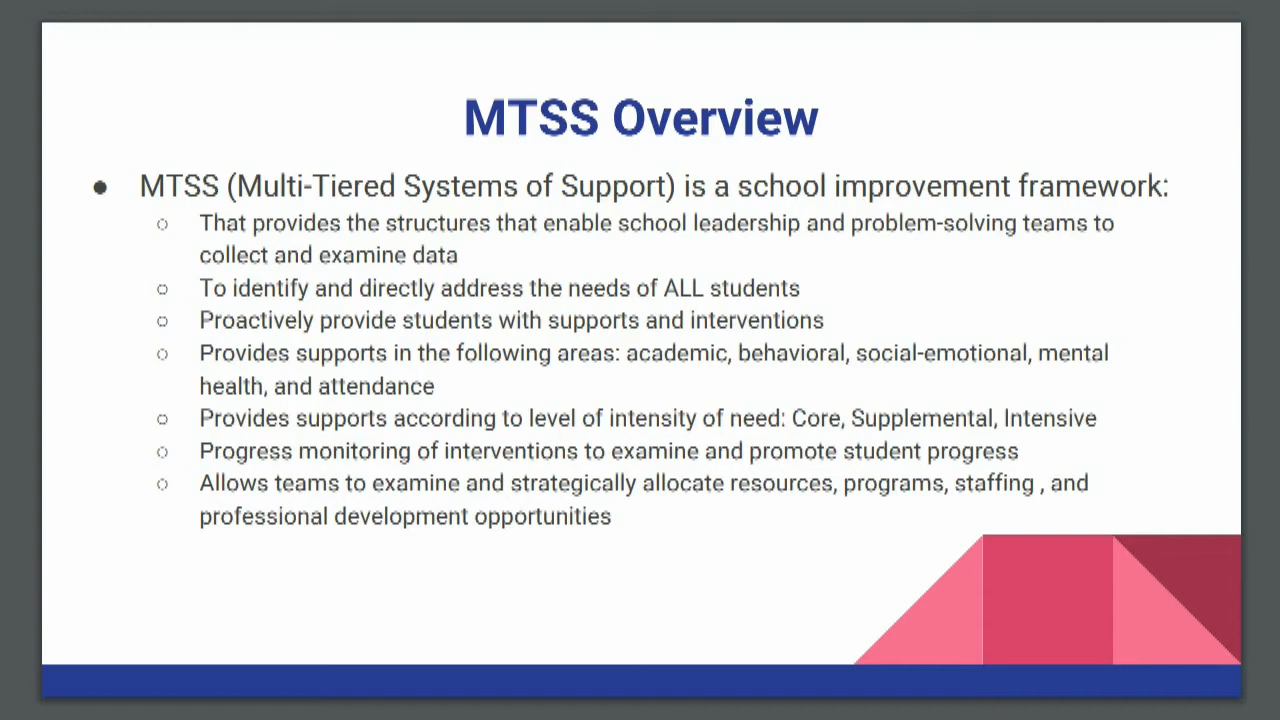 MTSS Overview
● MTSS (Multi-Tiered Systems of Support) is a school improvement framework:
○ That provides the structures that enable school leadership and problem-solving teams to
collect and examine data
○ To identify and directly address the needs of ALL students
○ Proactively provide students with supports and interventions
○ Provides supports in the following areas: academic, behavioral, social-emotional, mental
health, and attendance
○ Provides supports according to level of intensity of need: Core, Supplemental, Intensive
○ Progress monitoring of interventions to examine and promote student progress
○ Allows teams to examine and strategically allocate resources, programs, staffing , and
professional development opportunities